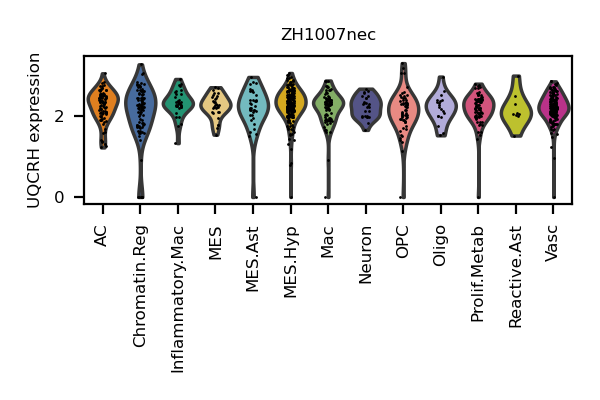 ZH1007nec
UQCRH expression
2
0
AC
Chromatin.Reg
Inflammatory.Mac
MES
MES.Ast
MES.Hyp
Mac
Neuron
OPC
Oligo
Prolif.Metab
Reactive.Ast
Vasc